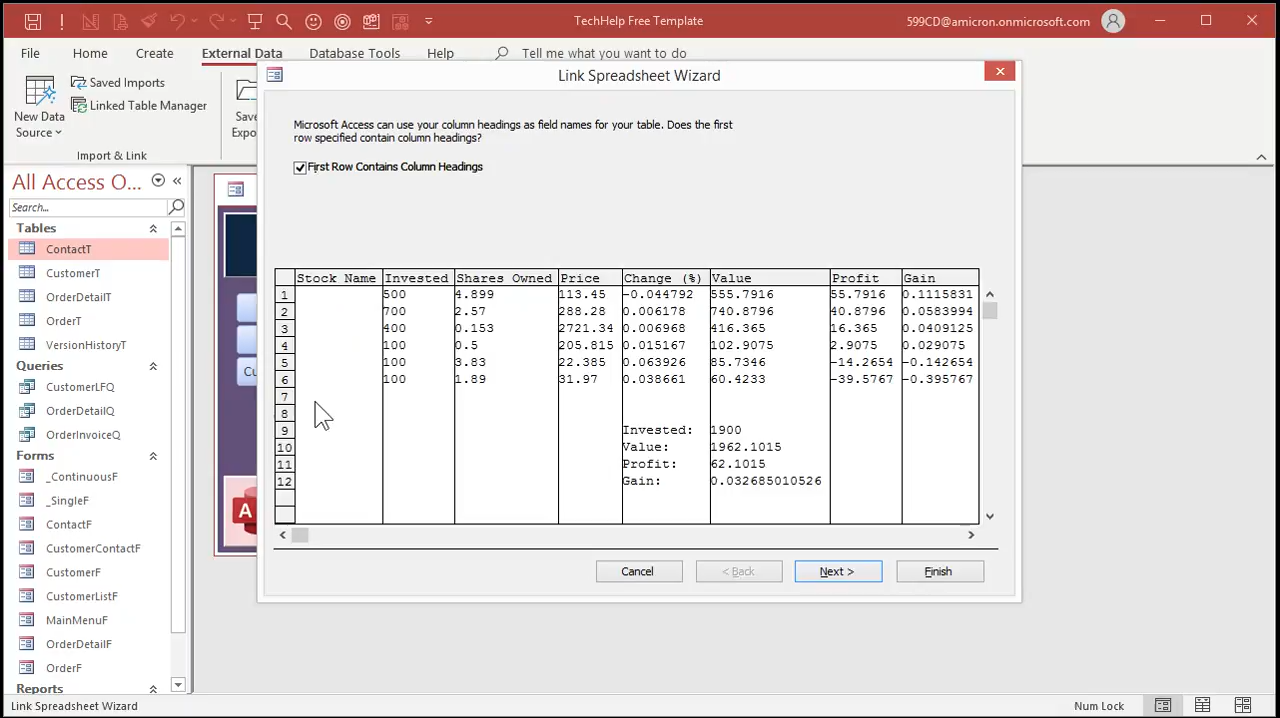 TechHelp Free Template
599CD@amicron.onmicrosoft.com
File Home Create External Data Database Tools Help Tell me what you want to do
New Data Source
Saved Imports
Linked Table Manager
Import & Link
All Access O...
Search...
Tables
ContactT
CustomerT
OrderDetailT
OrderT
VersionHistoryT
Queries
CustomerLFQ
OrderDetailQ
OrderInvoiceQ
Forms
_ContinuousF
_SingleF
ContactF
CustomerContactF
CustomerF
CustomerListF
MainMenuF
OrderDetailF
OrderF
Reports
Link Spreadsheet Wizard
Microsoft Access can use your column headings as field names for your table. Does the first
row specified contain column headings?
First Row Contains Column Headings
Stock Name Invested Shares Owned Price Change (%) Value Profit Gain
1 500 4.899 113.45 -0.044792 555.7916 55.7916 0.1115831
2 700 2.57 288.28 0.006178 740.8796 40.8796 0.0583994
3 400 0.153 2721.34 0.006968 416.365 16.365 0.0409125
4 100 0.5 205.815 0.015167 102.9075 2.9075 0.029075
5 100 3.83 22.385 0.063926 85.7346 -14.2654 -0.142654
6 100 1.89 31.97 0.038661 60.4233 -39.5767 -0.395767
7
8
9 Invested: 1900
10 Value: 1962.1015
11 Profit: 62.1015
12 Gain: 0.032685010526
Cancel < Back Next > Finish
Link Spreadsheet Wizard
Num Lock